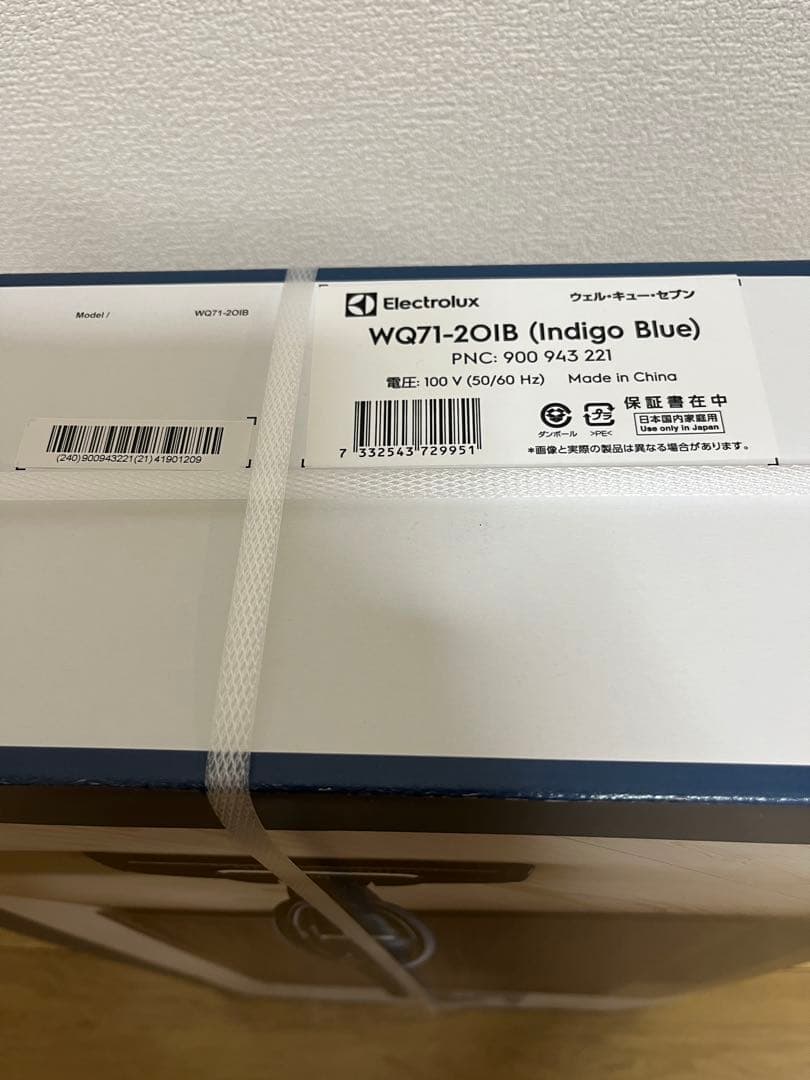 Model / WQ71-2OIB
(240)900943221(21)41901209
Electrolux ウェル・キュー・セブン
WQ71-2OIB (Indigo Blue)
PNC: 900 943 221
電圧: 100 V (50/60 Hz) Made in China
7 332543 729951
ダンボール
プラ
>PE<
保証書在中
日本国内家庭用
Use only in Japan
*画像と実際の製品は異なる場合があります。